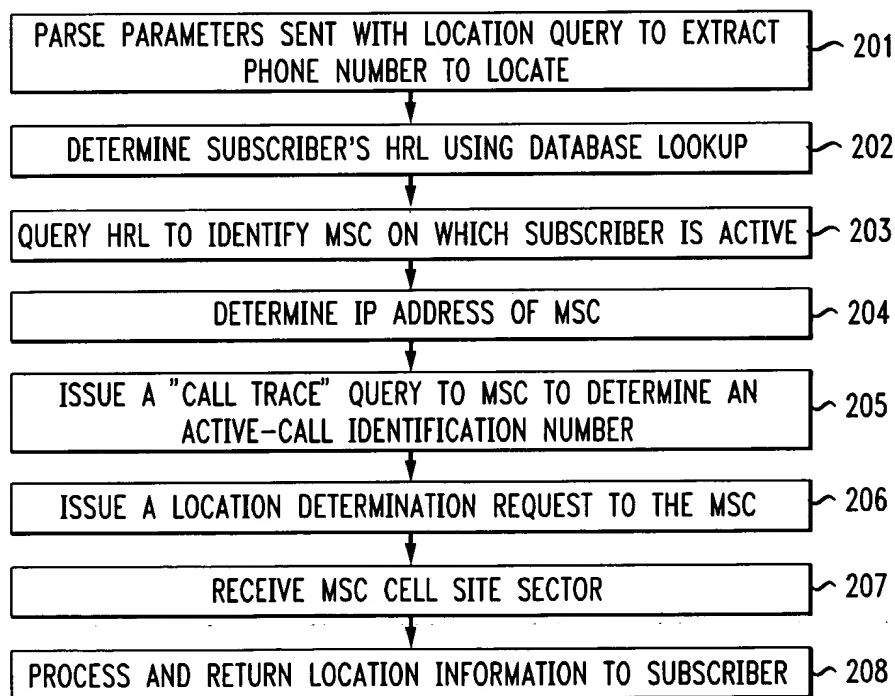 PARSE PARAMETERS SENT WITH LOCATION QUERY TO EXTRACT
PHONE NUMBER TO LOCATE
201
DETERMINE SUBSCRIBER'S HRL USING DATABASE LOOKUP
202
QUERY HRL TO IDENTIFY MSC ON WHICH SUBSCRIBER IS ACTIVE
203
DETERMINE IP ADDRESS OF MSC
204
ISSUE A "CALL TRACE" QUERY TO MSC TO DETERMINE AN
ACTIVE-CALL IDENTIFICATION NUMBER
205
ISSUE A LOCATION DETERMINATION REQUEST TO THE MSC
206
RECEIVE MSC CELL SITE SECTOR
207
PROCESS AND RETURN LOCATION INFORMATION TO SUBSCRIBER
208